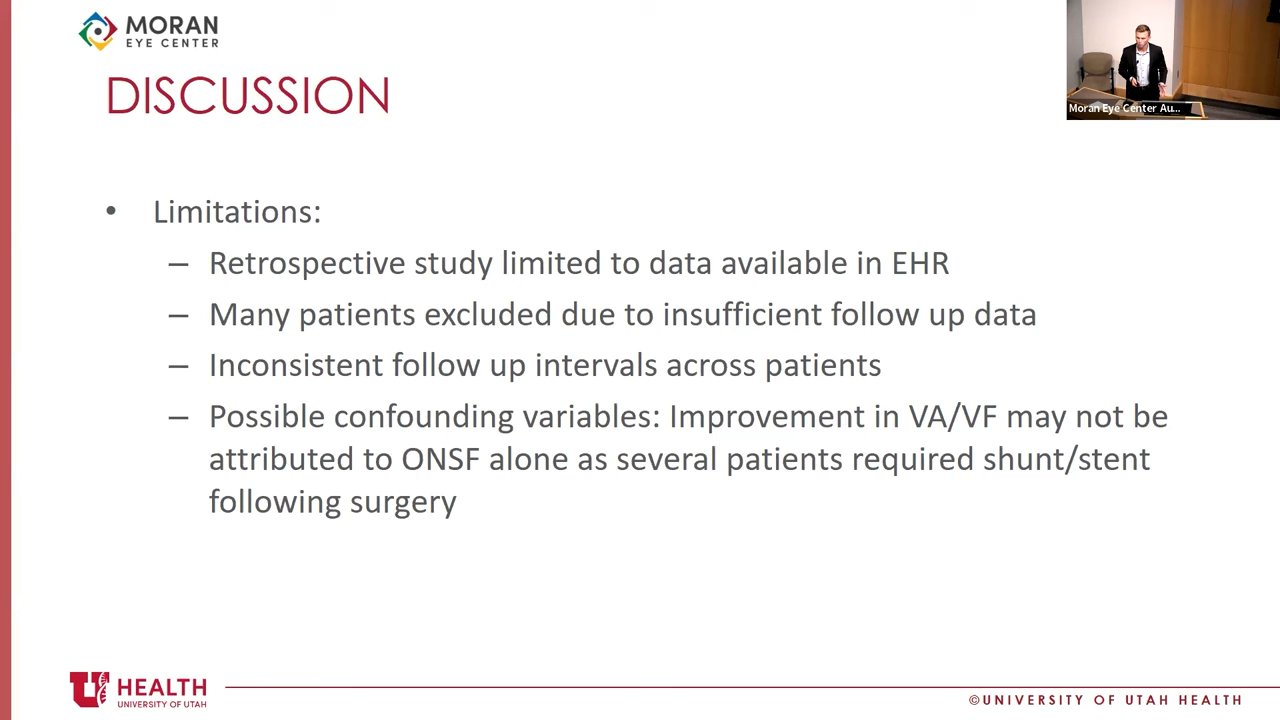 MORAN
EYE CENTER
Moran Eye Center Au...
DISCUSSION
• Limitations:
– Retrospective study limited to data available in EHR
– Many patients excluded due to insufficient follow up data
– Inconsistent follow up intervals across patients
– Possible confounding variables: Improvement in VA/VF may not be
attributed to ONSF alone as several patients required shunt/stent
following surgery
U HEALTH
UNIVERSITY OF UTAH
©UNIVERSITY OF UTAH HEALTH